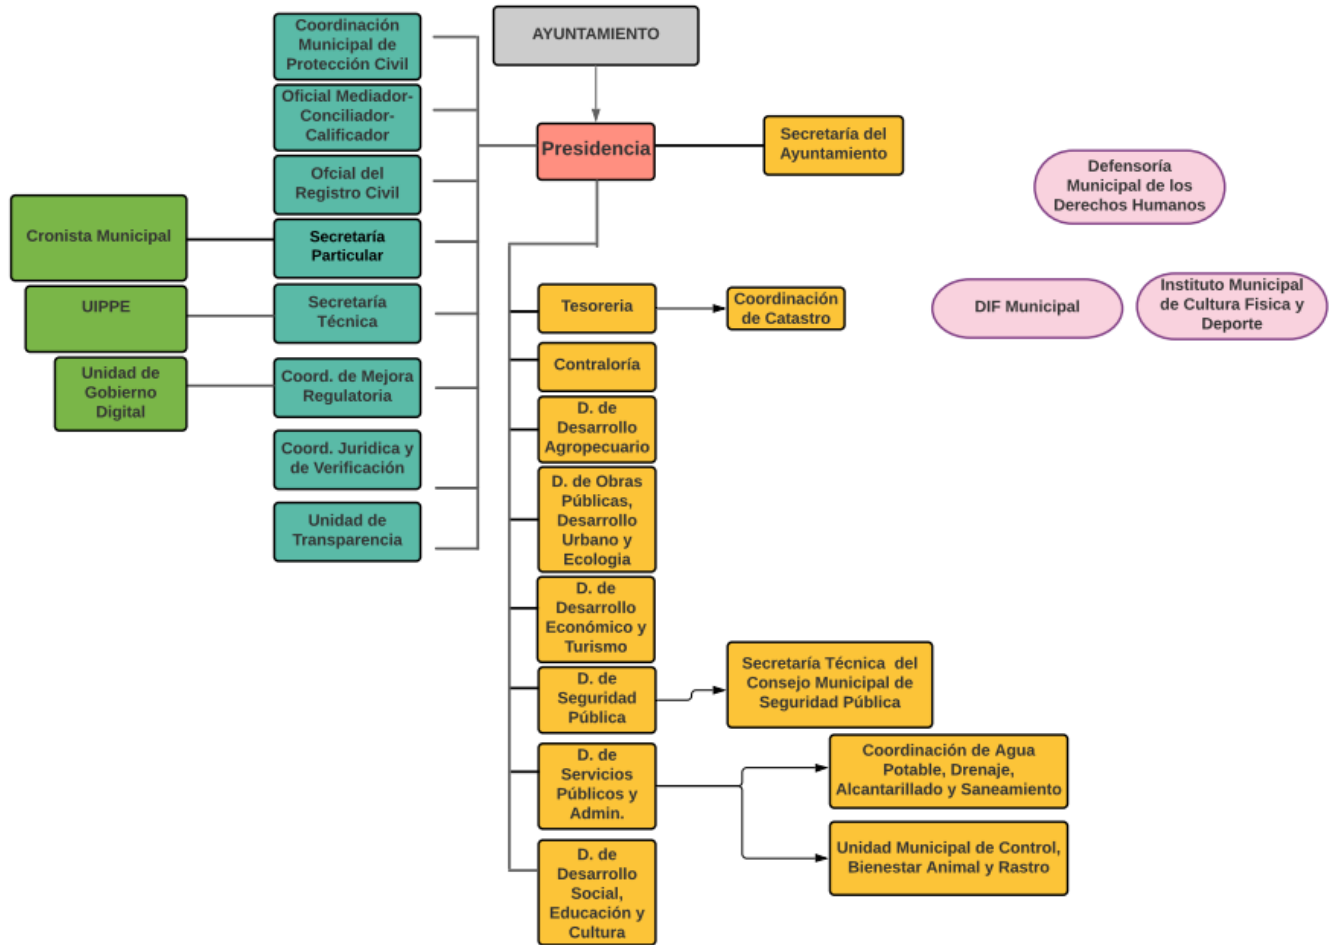 AYUNTAMIENTO
Presidencia
Secretaría del
Ayuntamiento
Coordinación
Municipal de
Protección Civil
Oficial Mediador-
Conciliador-
Calificador
Ofcial del
Registro Civil
Secretaría
Particular
Secretaría
Técnica
Coord. de Mejora
Regulatoria
Coord. Juridica y
de Verificación
Unidad de
Transparencia
Cronista Municipal
UIPPE
Unidad de
Gobierno
Digital
Tesoreria
Coordinación
de Catastro
Contraloría
D. de
Desarrollo
Agropecuario
D. de Obras
Públicas,
Desarrollo
Urbano y
Ecologia
D. de
Desarrollo
Económico y
Turismo
D. de
Seguridad
Pública
Secretaría Técnica del
Consejo Municipal de
Seguridad Pública
D. de
Servicios
Públicos y
Admin.
Coordinación de Agua
Potable, Drenaje,
Alcantarillado y Saneamiento
Unidad Municipal de Control,
Bienestar Animal y Rastro
D. de
Desarrollo
Social,
Educación y
Cultura
Defensoría
Municipal de los
Derechos Humanos
DIF Municipal
Instituto Municipal
de Cultura Fisica y
Deporte